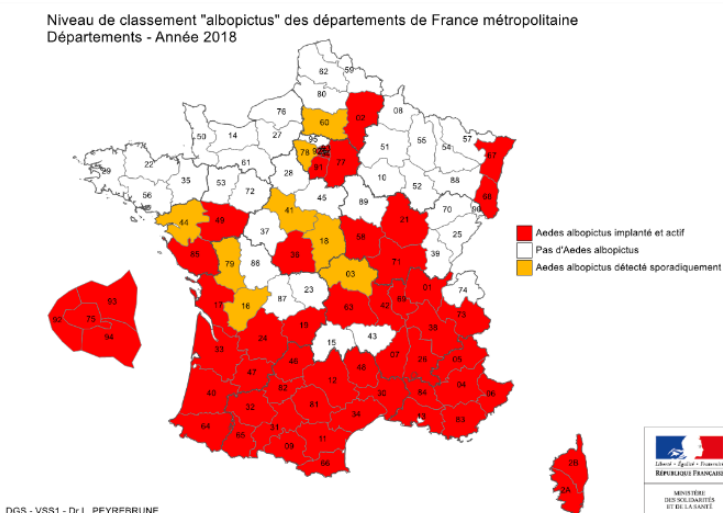 Niveau de classement "albopictus" des départements de France métropolitaine
Départements - Année 2018
62 59
80
76 60 02 08
50 14 27 95
78 77 51 55 54 57 67
61 91
29 22 28 10 88
35 53 72 52 68
56 45 89
41 70 90
44 49 21
37 18 58 25
85 36 39
79 86 71
03
93 23 01 74
92 75 17 16 87 42 69
94 63 73
19 38
24 15 43
33
46 07 26 05
47 48
12
40 82 04 06
32 81 30 84
34 13 83
64 31
65 11
09
66
2B
2A
Aedes albopictus implanté et actif
Pas d'Aedes albopictus
Aedes albopictus détecté sporadiquement
Liberté • Égalité • Fraternité
RÉPUBLIQUE FRANÇAISE
MINISTÈRE
DES SOLIDARITÉS
ET DE LA SANTÉ
DGS - VSS1 - Dr L. PEYREBRUNE